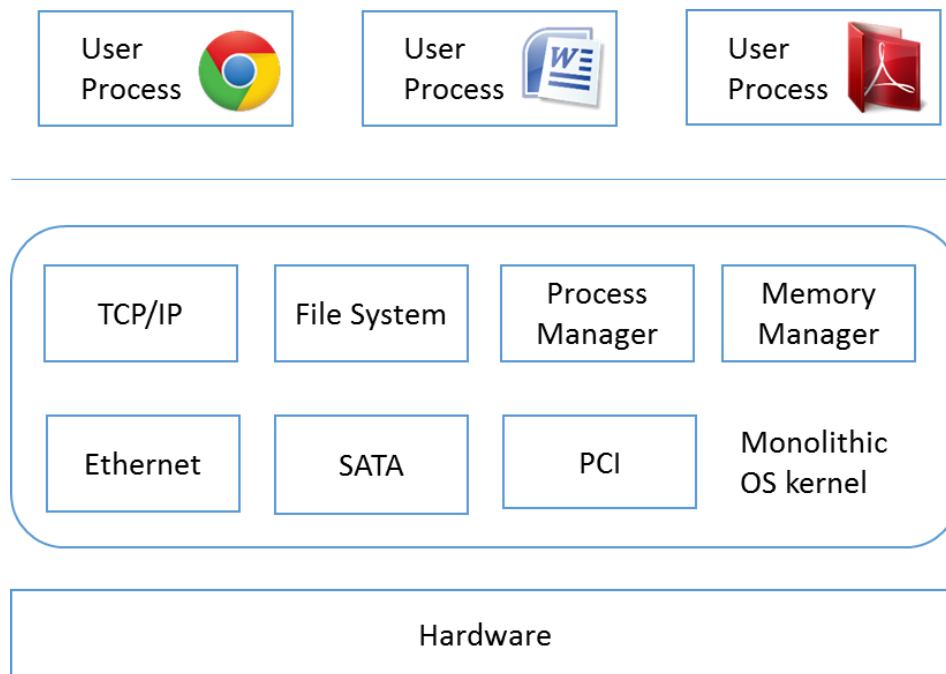 User
Process
User
Process
W
User
Process
TCP/IP
File System
Process
Manager
Memory
Manager
Ethernet
SATA
PCI
Monolithic
OS kernel
Hardware